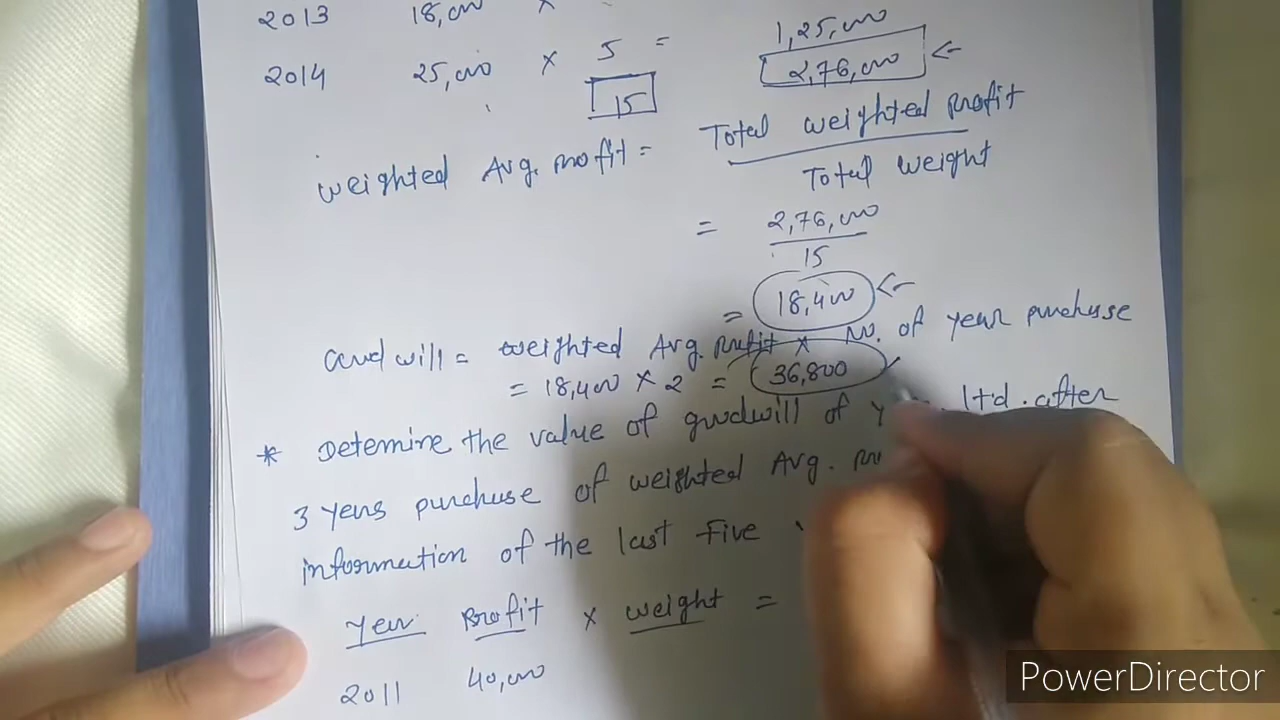 2013 18,000 ×
2014 25,000 × 5 = 1,25,000
15 2,76,000 ←
Weighted Avg. profit = Total weighted profit
Total weight
= 2,76,000
15
= 18,400 ←
Goodwill = weighted Avg. profit × No. of year purchase
= 18,400 × 2 = 36,800
* Detemine the value of goodwill of ltd. after
3 years purchase of weighted Avg.
information of the last Five
Year Profit × weight =
2011 40,000
PowerDirector